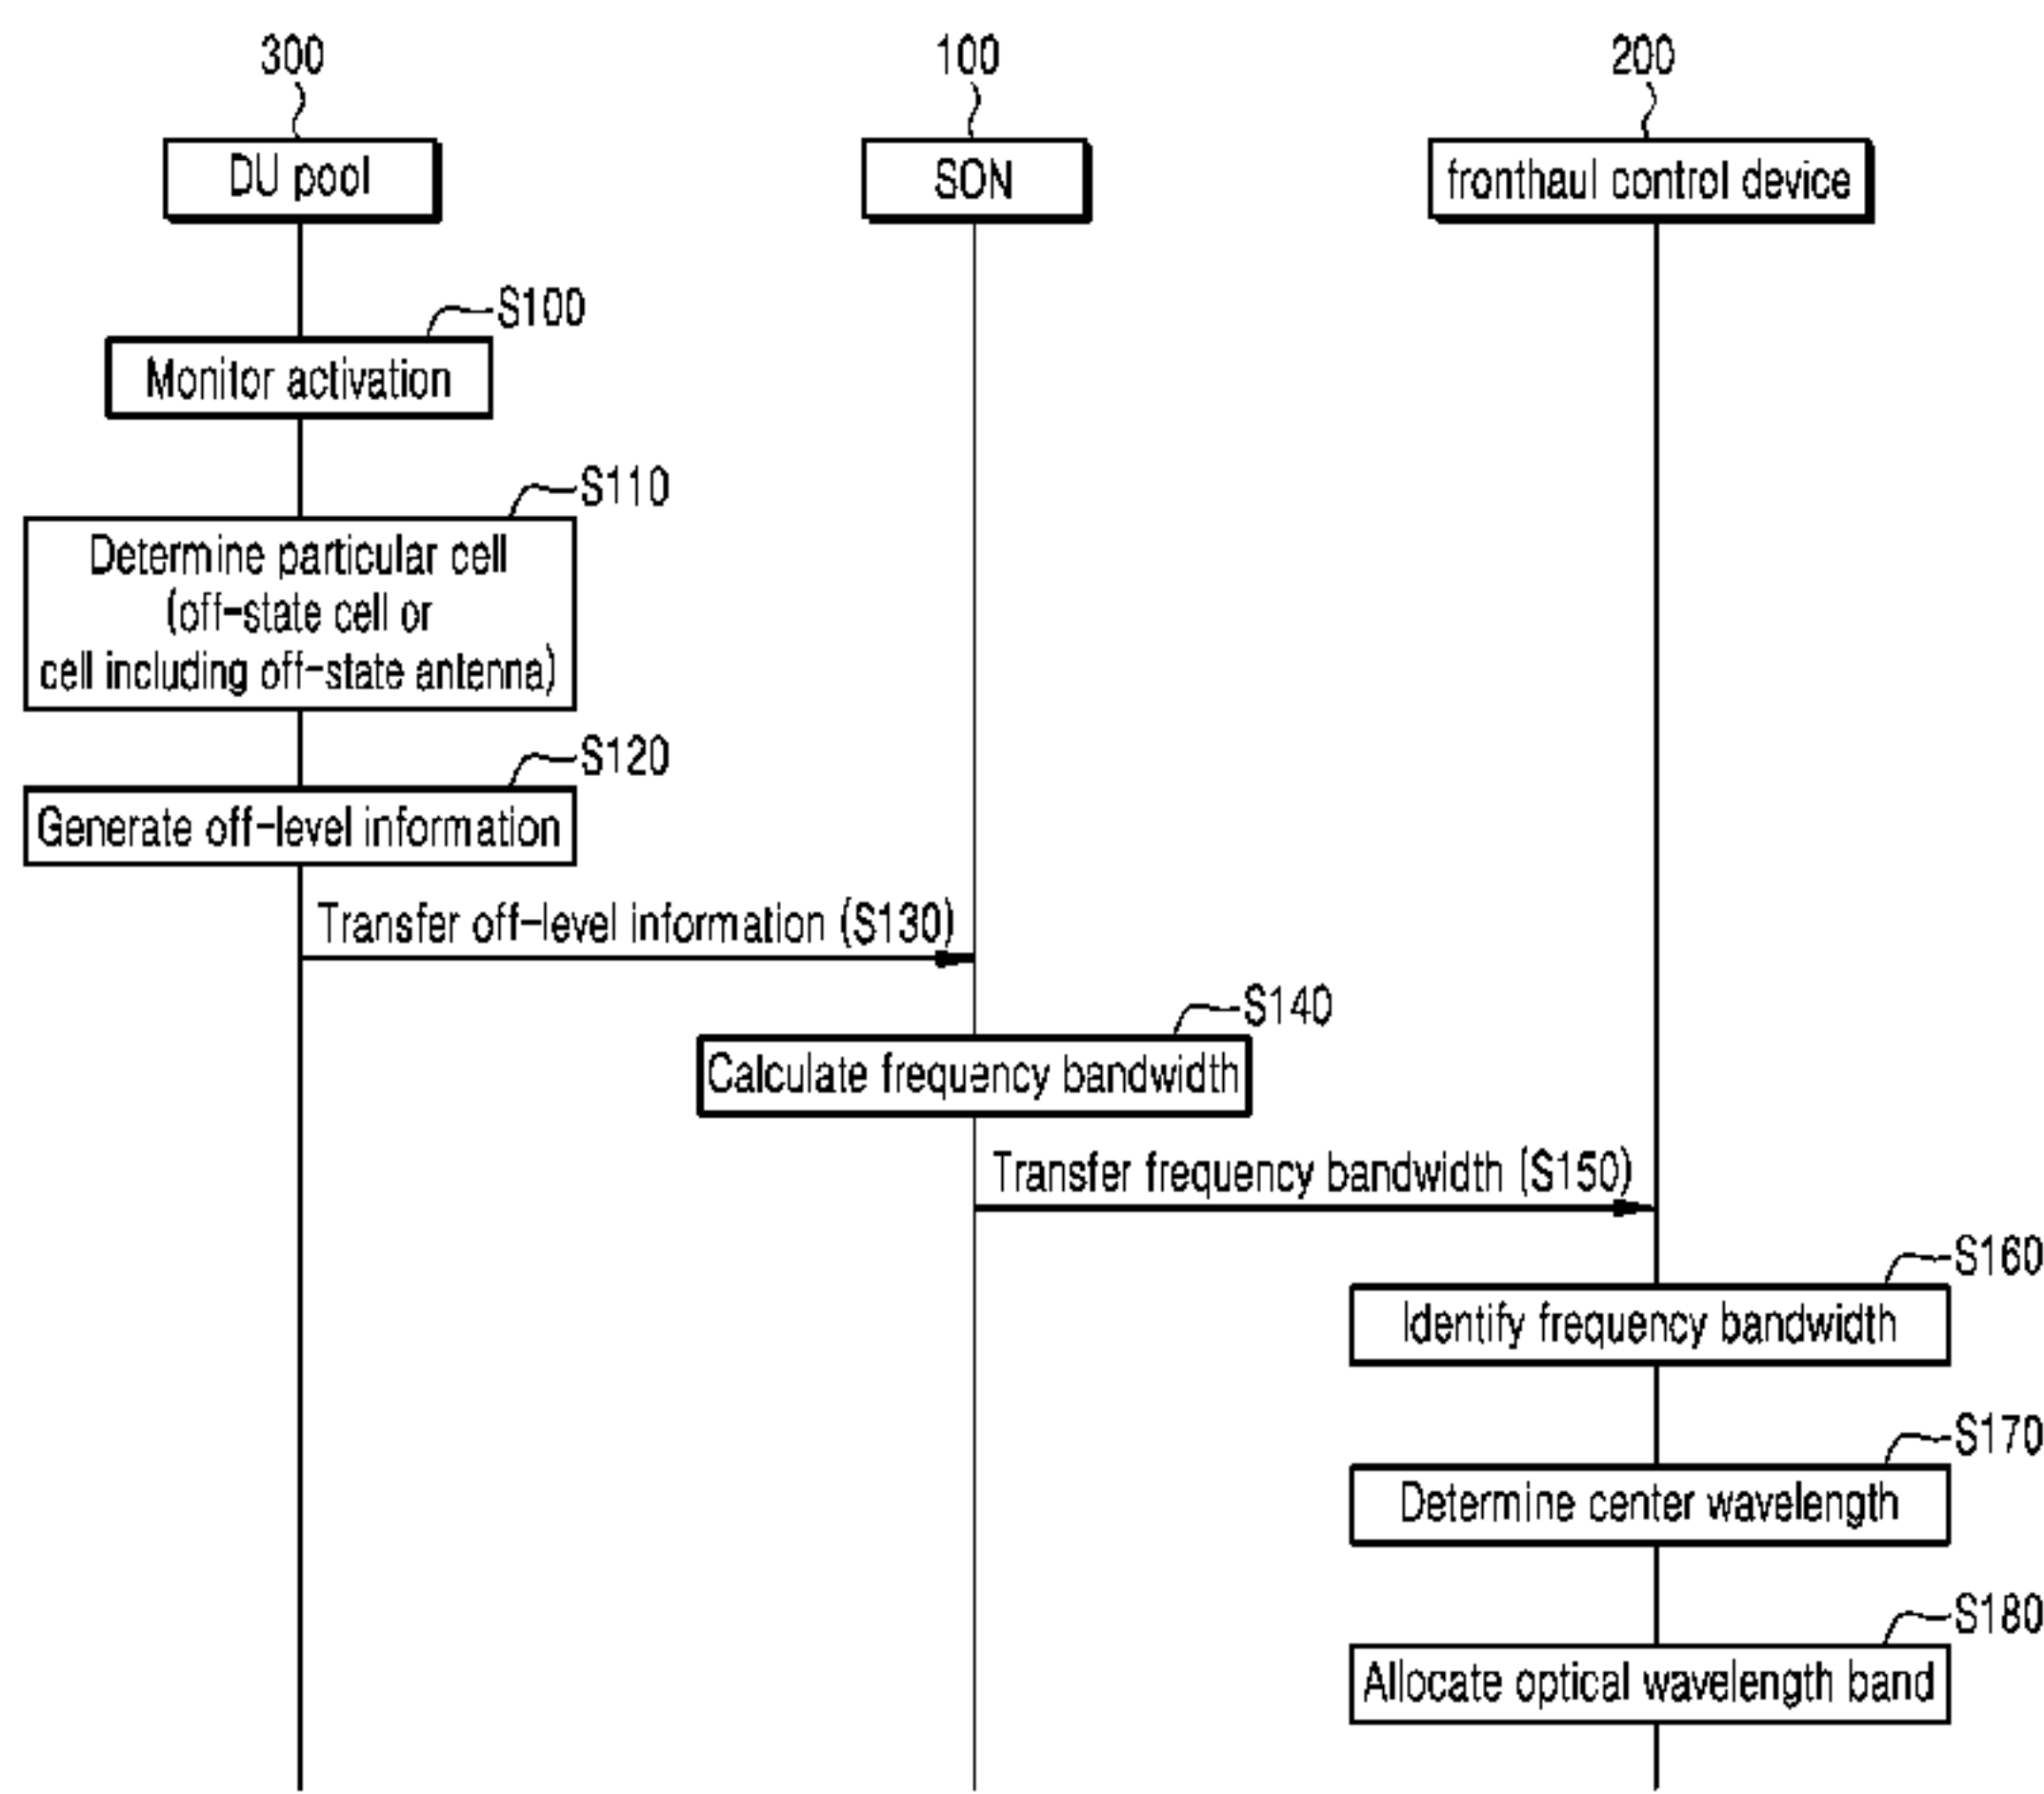 300
100
200
DU pool
SON
fronthaul control device
S100
Monitor activation
S110
Determine particular cell
(off-state cell or
cell including off-state antenna)
S120
Generate off-level information
Transfer off-level information (S130)
S140
Calculate frequency bandwidth
Transfer frequency bandwidth (S150)
S160
Identify frequency bandwidth
S170
Determine center wavelength
S180
Allocate optical wavelength band